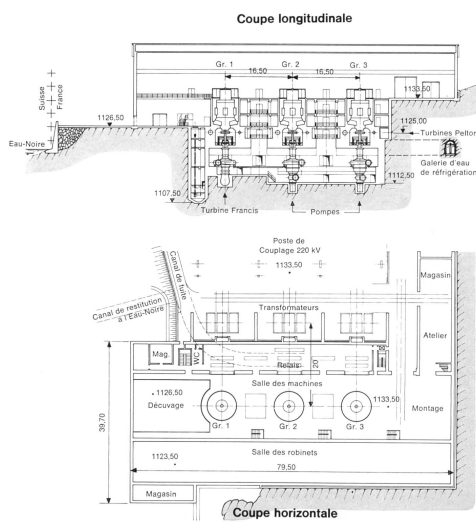 Coupe longitudinale
Gr. 1
Gr. 2
Gr. 3
16,50
16,50
Suisse
France
1133,50
1126,50
1125,00
Eau-Noire
Turbines Pelton
Galerie d'eau
de réfrigération
1112,50
1107,50
Turbine Francis
Pompes
Poste de
Couplage 220 kV
1133,50
Canal de fuite
Canal de restitution
à l'Eau-Noire
Magasin
Transformateurs
Atelier
Mag.
WC
Relais
20
Salle des machines
1126,50
Découvage
1133,50
Montage
Gr. 1
Gr. 2
Gr. 3
39,70
Salle des robinets
1123,50
79,50
Magasin
Coupe horizontale